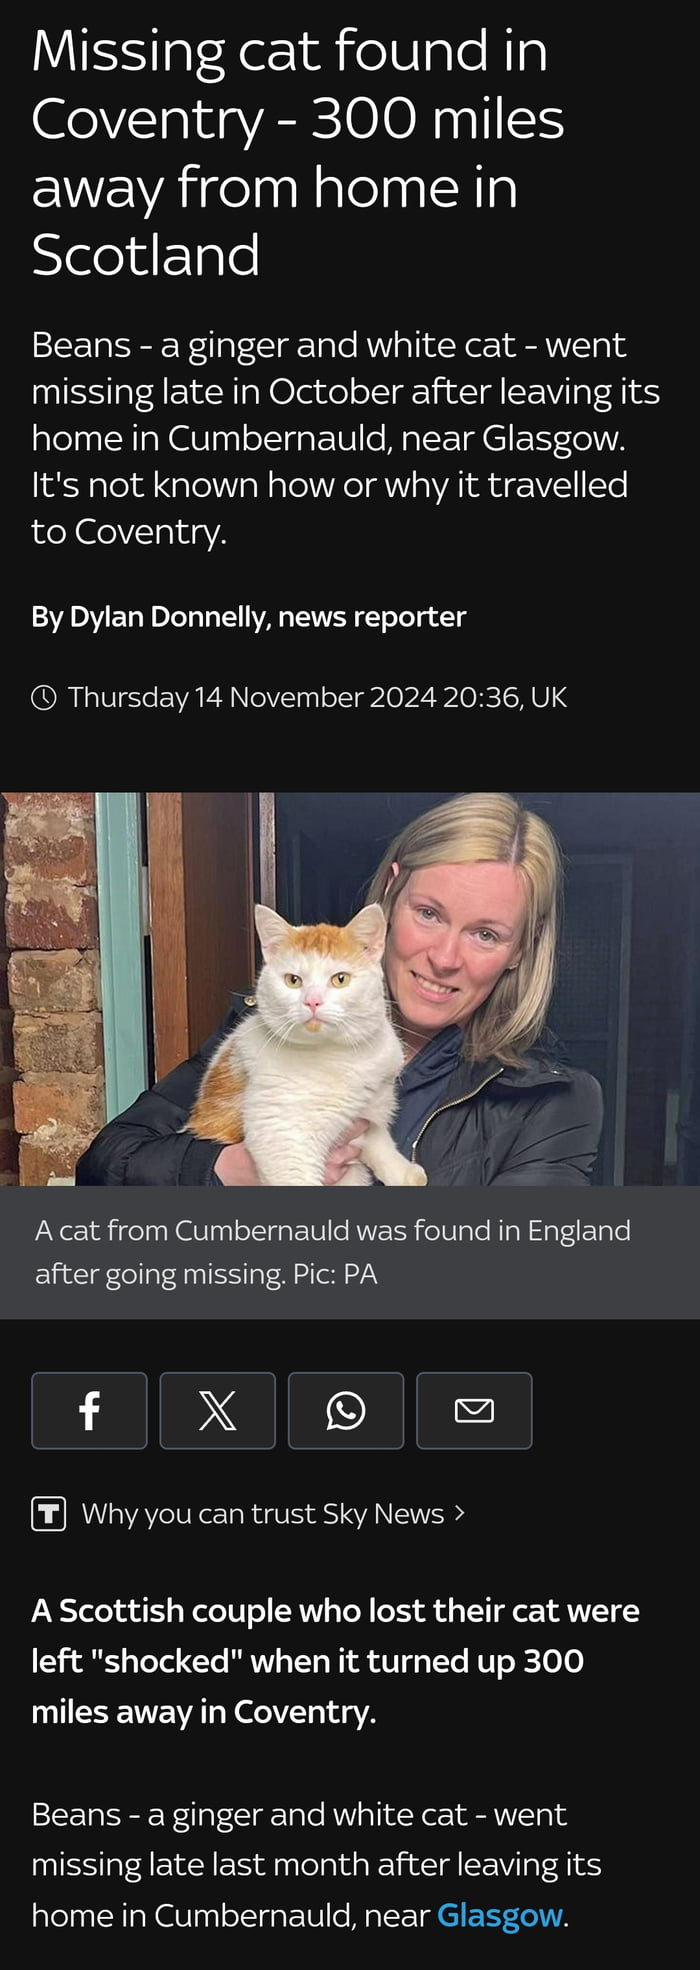 Missing cat found in
Coventry - 300 miles
away from home in
Scotland
Beans - a ginger and white cat - went
missing late in October after leaving its
home in Cumbernauld, near Glasgow.
It's not known how or why it travelled
to Coventry.
By Dylan Donnelly, news reporter
Thursday 14 November 2024 20:36, UK
A cat from Cumbernauld was found in England
after going missing. Pic: PA
Why you can trust Sky News >
A Scottish couple who lost their cat were
left "shocked" when it turned up 300
miles away in Coventry.
Beans - a ginger and white cat - went
missing late last month after leaving its
home in Cumbernauld, near Glasgow.